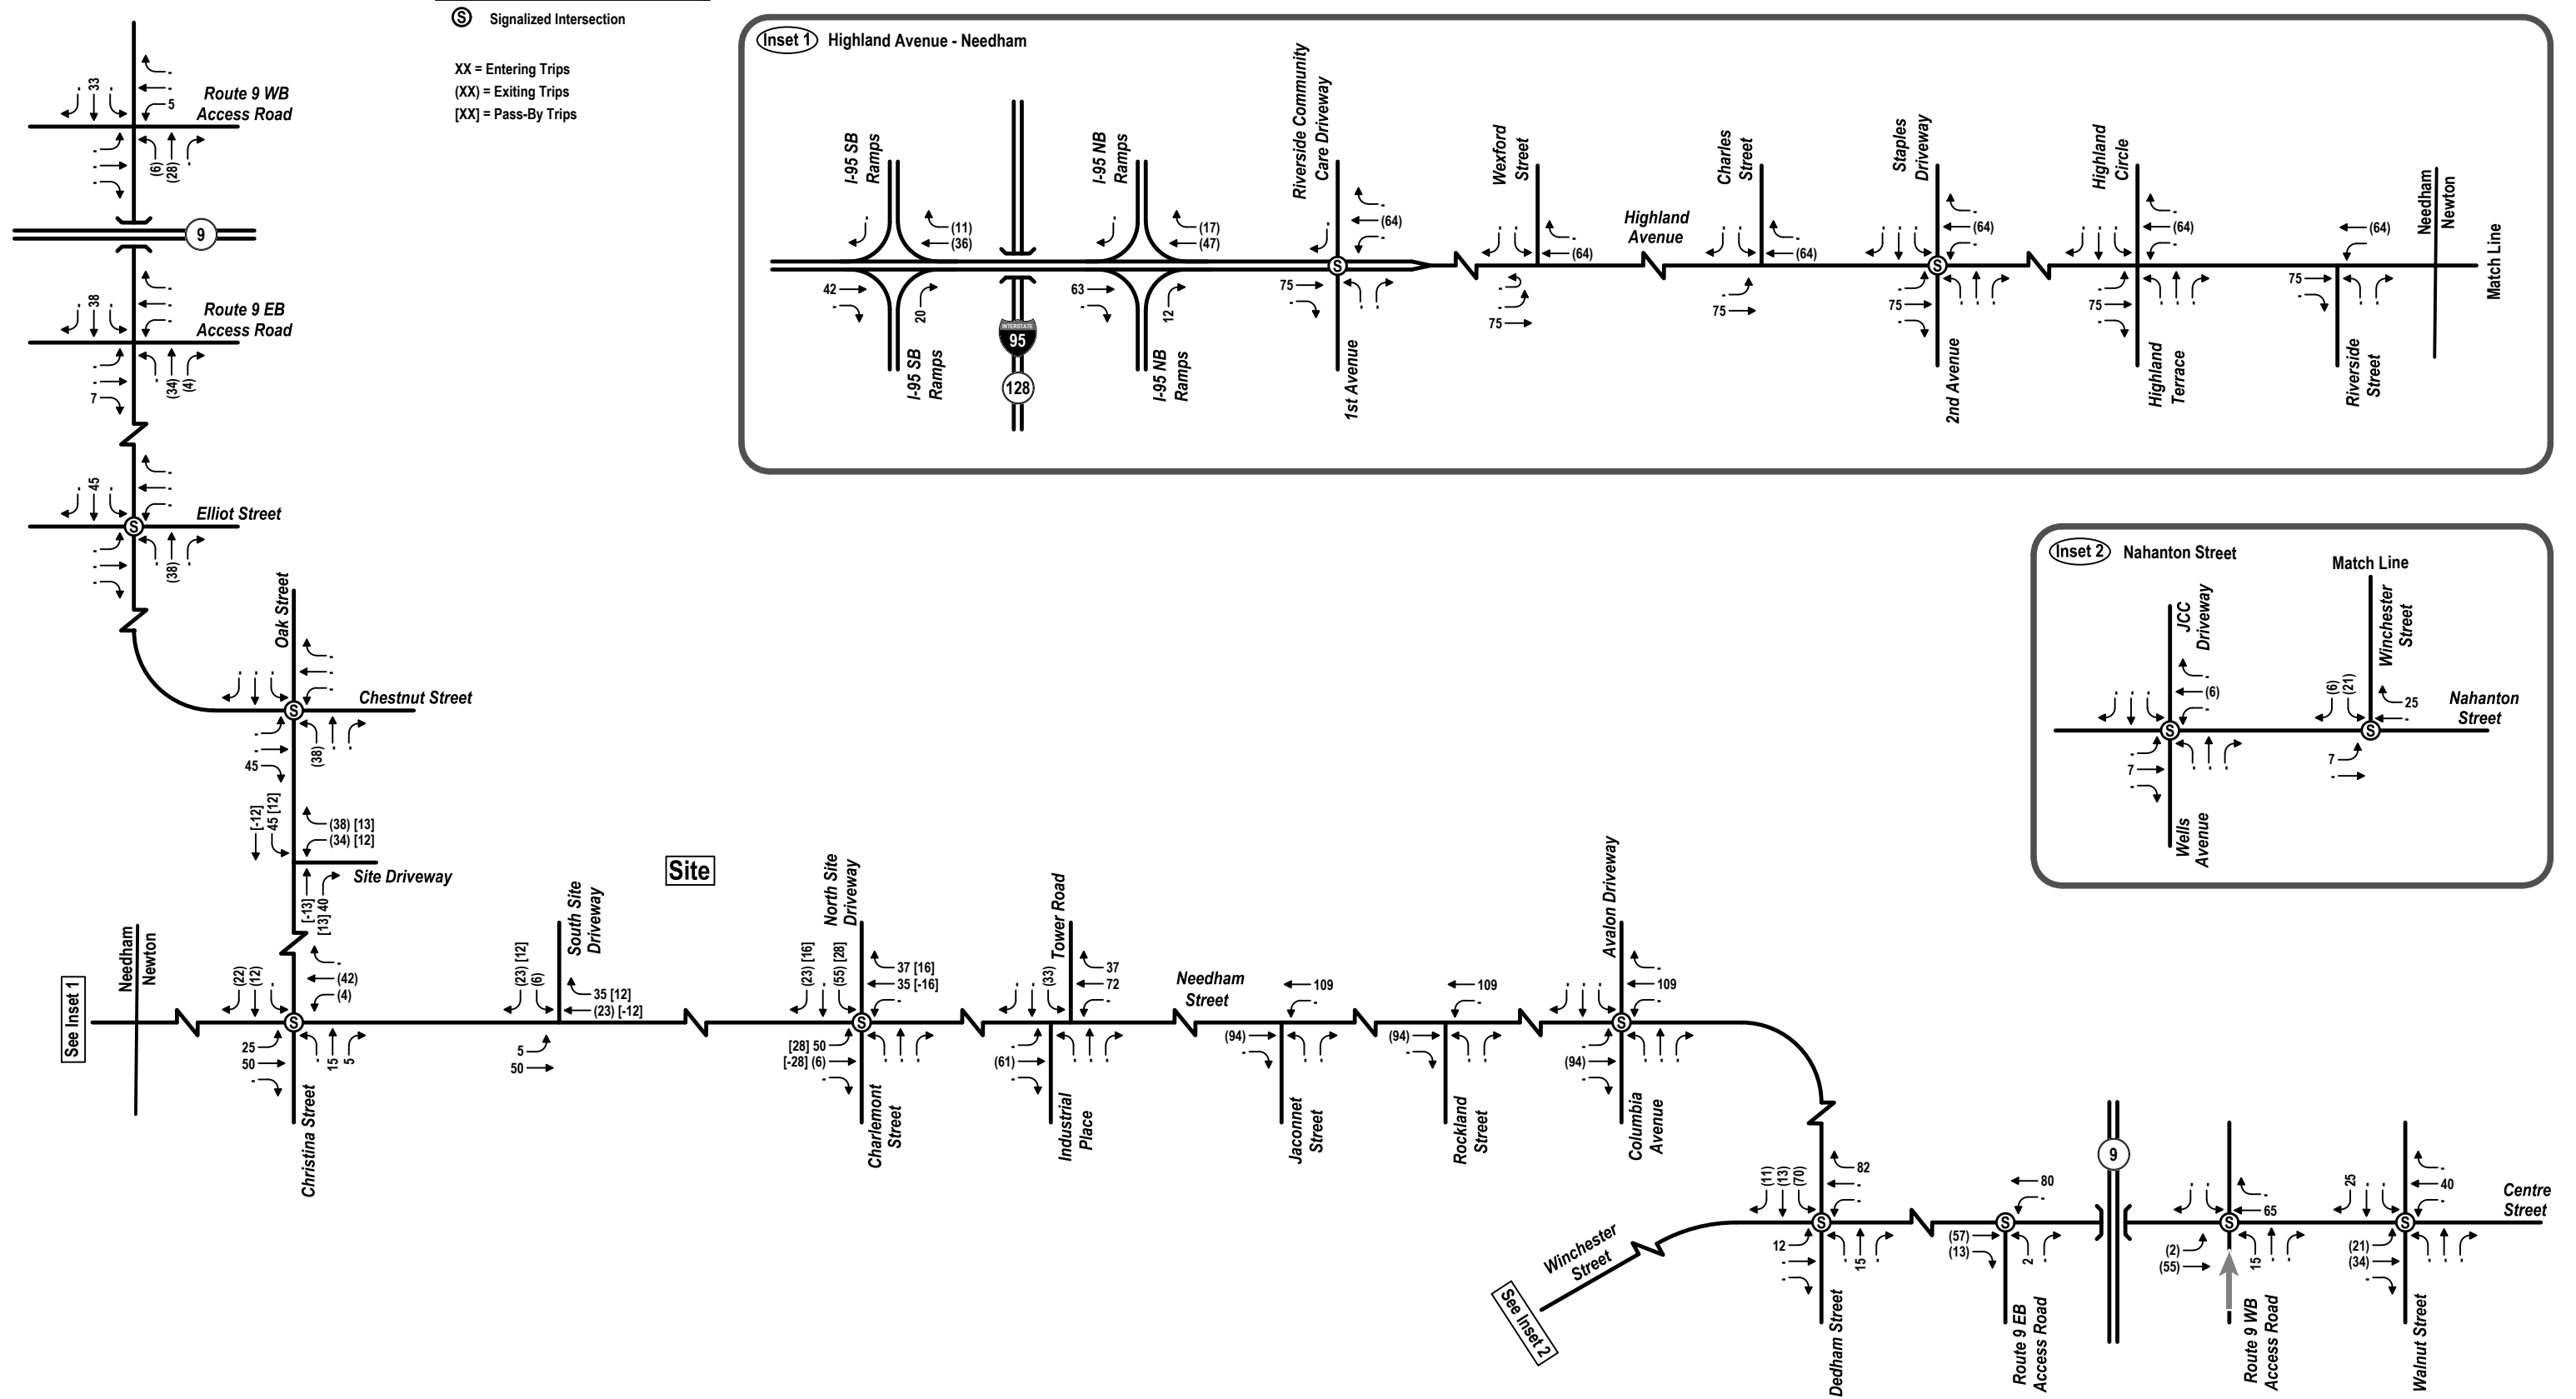 S Signalized Intersection
XX = Entering Trips
(XX) = Exiting Trips
[XX] = Pass-By Trips
33
-
-
5
Route 9 WB
Access Road
-
-
-
(6)
(28)
-
9
38
-
-
-
Route 9 EB
Access Road
-
-
7
-
(34)
(4)
45
-
-
-
S
Elliot Street
-
-
-
(38)
Oak Street
-
-
-
S
Chestnut Street
-
-
45
(38)
[-12]
45 [12]
(38) [13]
(34) [12]
Site Driveway
[-13]
[13] 40
Inset 1 Highland Avenue - Needham
I-95 SB
Ramps
(11)
(36)
42
-
20
I-95 SB
Ramps
INTERSTATE
95
128
I-95 NB
Ramps
(17)
(47)
63
-
12
I-95 NB
Ramps
Riverside Community
Care Driveway
-
(64)
-
S
75
-
1st Avenue
Wexford
Street
-
(64)
-
75
Highland
Avenue
Charles
Street
-
(64)
-
75
Staples
Driveway
-
(64)
-
S
-
75
-
2nd Avenue
Highland
Circle
-
(64)
-
-
75
-
Highland
Terrace
(64)
-
75
-
Riverside
Street
Needham
Newton
Match Line
Inset 2 Nahanton Street
JCC
Driveway
-
(6)
-
S
-
7
-
Wells
Avenue
Match Line
Winchester
Street
(6)
(21)
25
-
S
7
-
Nahanton
Street
Site
See Inset 1
Needham
Newton
(22)
(12)
-
-
(42)
(4)
S
25
50
-
-
15
5
Christina Street
South Site
Driveway
(23) [12]
(6)
35 [12]
(23) [-12]
5
50
North Site
Driveway
(23) [16]
-
(55) [28]
37 [16]
35 [-16]
-
S
[28] 50
[-28] (6)
-
Charlemont
Street
Tower Road
(33)
37
72
-
-
(61)
-
Industrial
Place
Needham
Street
109
-
(94)
-
Jaconnet
Street
109
-
(94)
-
Rockland
Street
Avalon Driveway
-
109
-
S
-
(94)
-
Columbia
Avenue
Winchester
Street
See Inset 2
(11)
(13)
(70)
82
-
-
S
12
-
-
-
15
-
Dedham Street
80
-
S
(57)
(13)
2
-
Route 9 EB
Access Road
9
-
65
S
(2)
(55)
15
-
-
Route 9 WB
Access Road
25
-
-
-
40
-
S
(21)
(34)
-
Walnut Street
Centre
Street